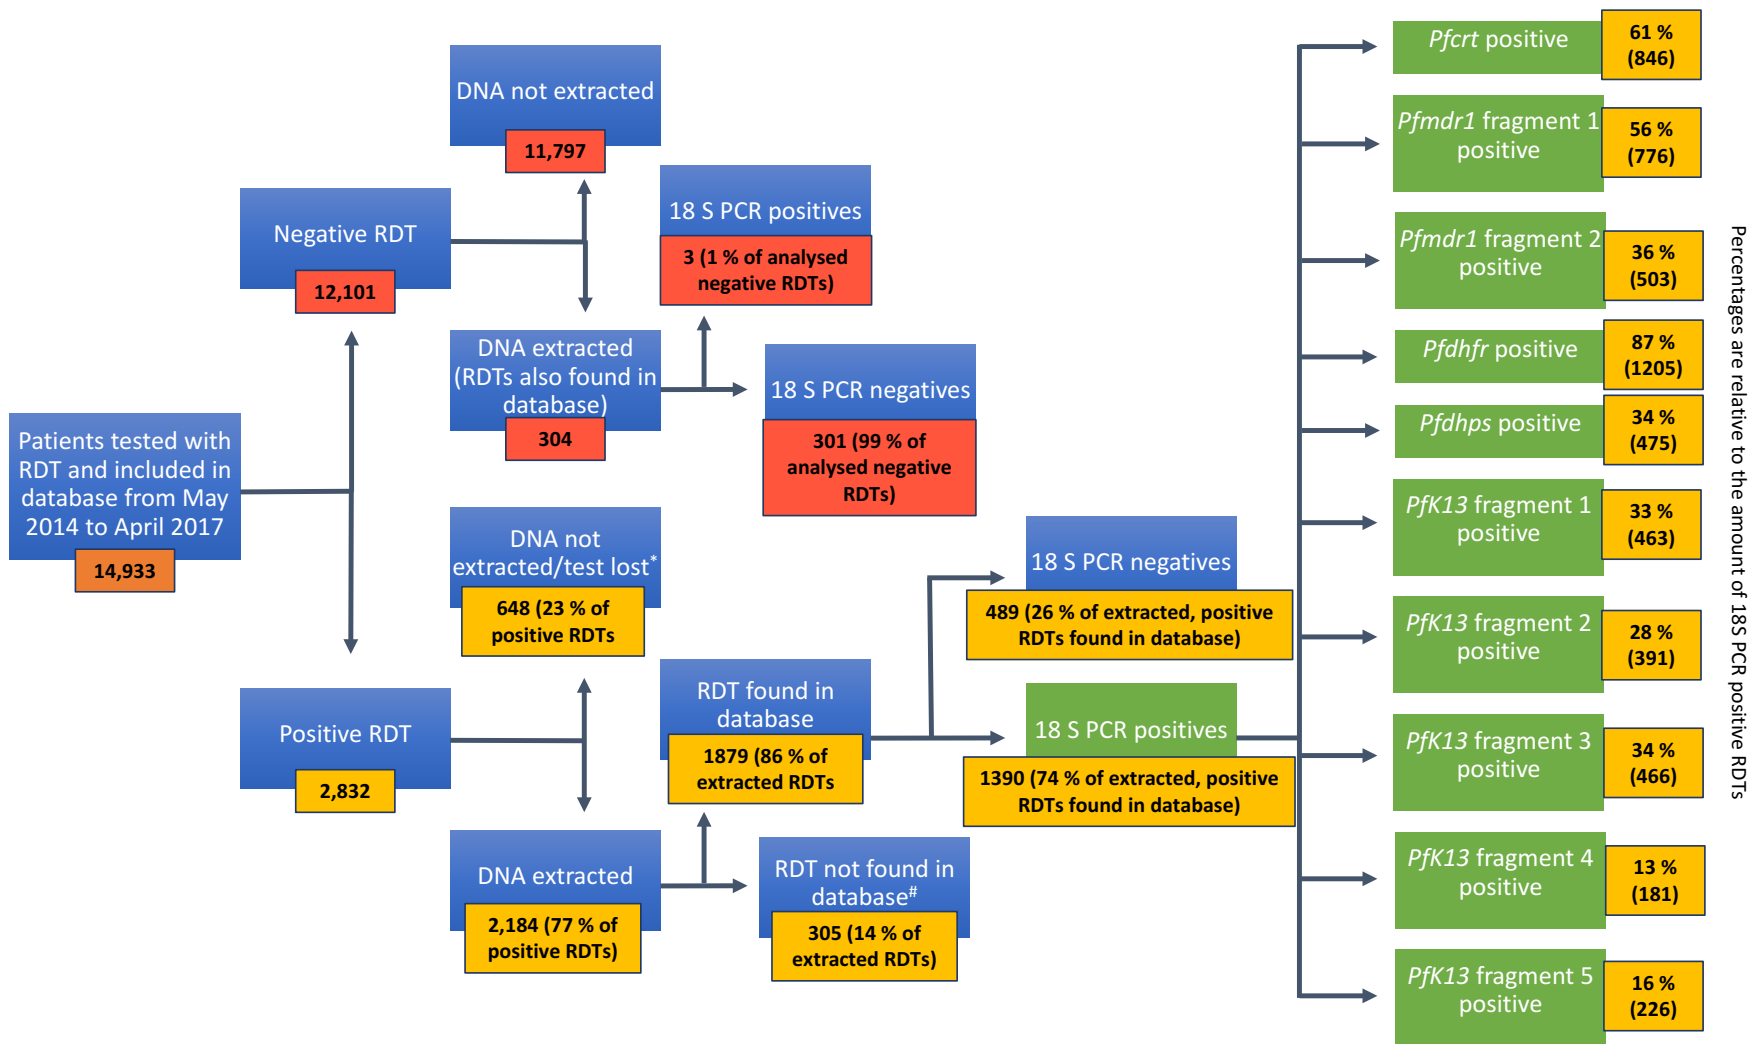 Patients tested with
RDT and included in
database from May
2014 to April 2017
14,933
Negative RDT
12,101
Positive RDT
2,832
DNA not extracted
11,797
DNA extracted
(RDTs also found in
database)
304
DNA not
extracted/test lost*
648 (23 % of
positive RDTs
DNA extracted
2,184 (77 % of
positive RDTs)
18 S PCR positives
3 (1 % of analysed
negative RDTs)
18 S PCR negatives
301 (99 % of
analysed negative
RDTs)
RDT found in
database
1879 (86 % of
extracted RDTs
RDT not found in
database#
305 (14 % of
extracted RDTs)
18 S PCR negatives
489 (26 % of extracted, positive
RDTs found in database)
18 S PCR positives
1390 (74 % of extracted, positive
RDTs found in database)
Pfcrt positive
61 %
(846)
Pfmdr1 fragment 1
positive
56 %
(776)
Pfmdr1 fragment 2
positive
36 %
(503)
Pfdhfr positive
87 %
(1205)
Pfdhps positive
34 %
(475)
PfK13 fragment 1
positive
33 %
(463)
PfK13 fragment 2
positive
28 %
(391)
PfK13 fragment 3
positive
34 %
(466)
PfK13 fragment 4
positive
13 %
(181)
PfK13 fragment 5
positive
16 %
(226)
Percentages are relative to the amount of 18S PCR positive RDTs